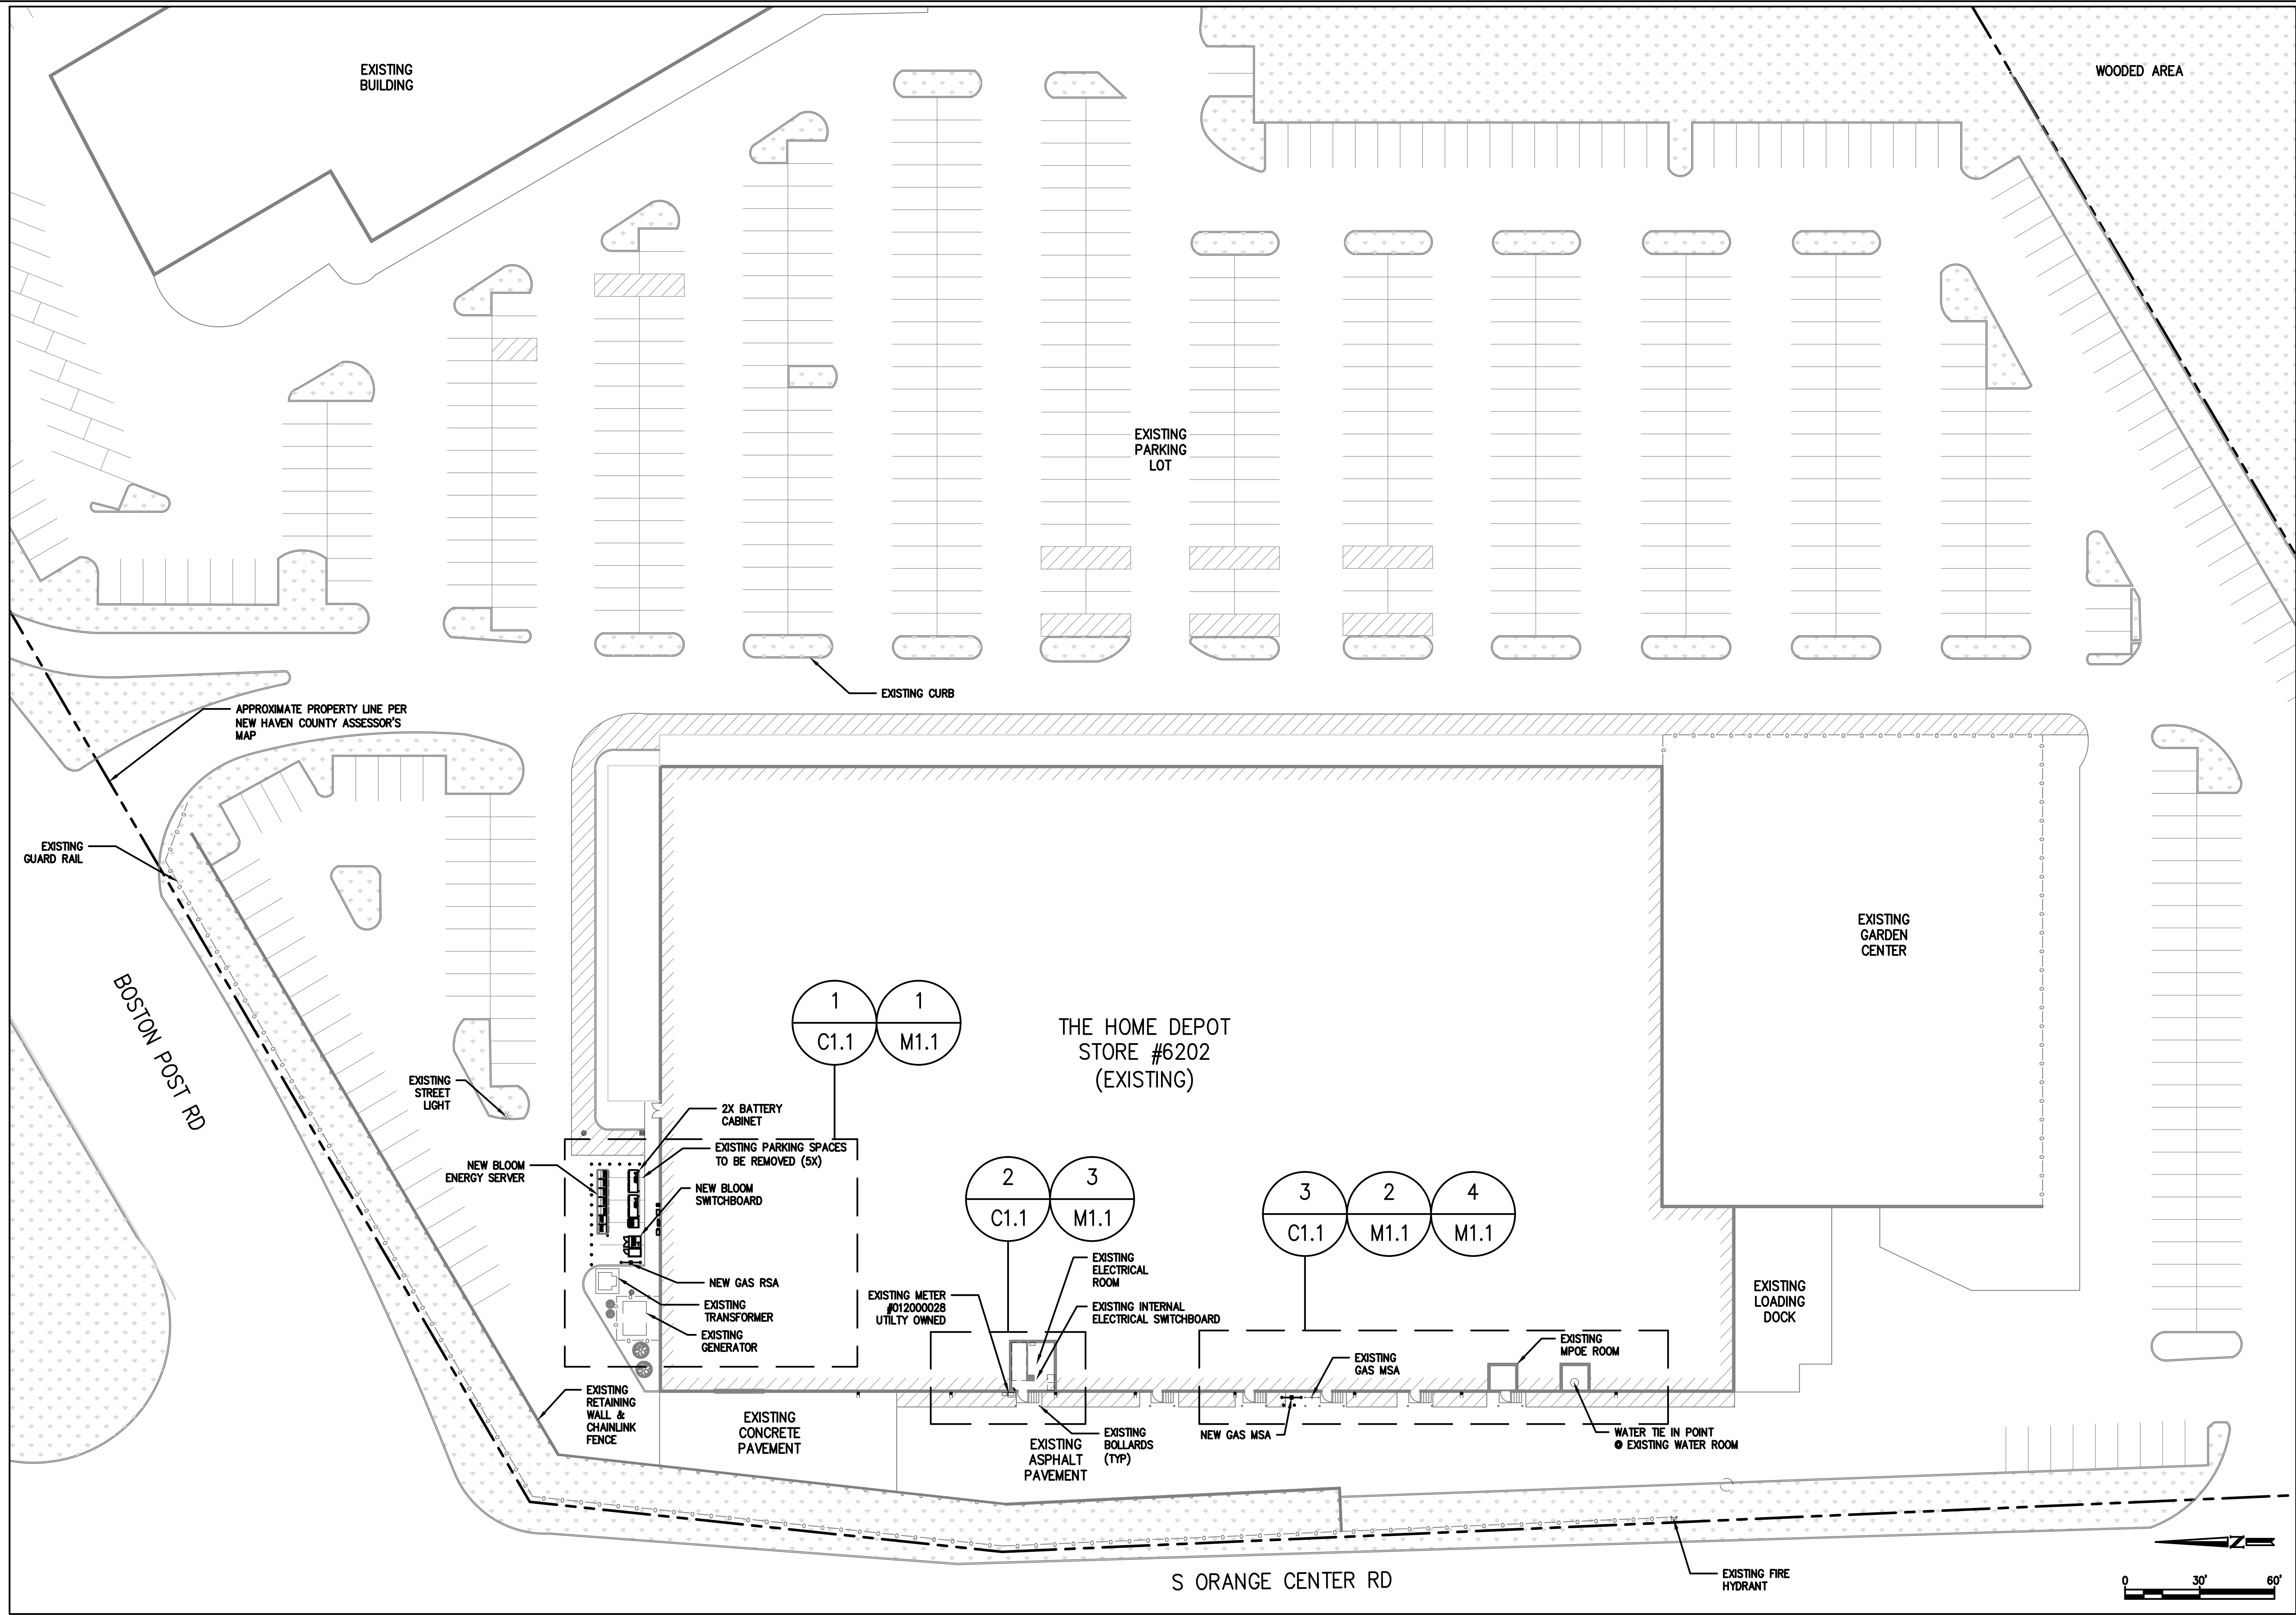 EXISTING
BUILDING
WOODED AREA
EXISTING
PARKING
LOT
EXISTING CURB
APPROXIMATE PROPERTY LINE PER
NEW HAVEN COUNTY ASSESSOR'S
MAP
EXISTING
GUARD RAIL
EXISTING
GARDEN
CENTER
BOSTON POST RD
1
C1.1
1
M1.1
THE HOME DEPOT
STORE #6202
(EXISTING)
EXISTING
STREET
LIGHT
2X BATTERY
CABINET
EXISTING PARKING SPACES
TO BE REMOVED (5X)
NEW BLOOM
ENERGY SERVER
NEW BLOOM
SWITCHBOARD
2
C1.1
3
M1.1
3
C1.1
2
M1.1
4
M1.1
NEW GAS RSA
EXISTING
TRANSFORMER
EXISTING
GENERATOR
EXISTING METER
#012000028
UTILTY OWNED
EXISTING
ELECTRICAL
ROOM
EXISTING INTERNAL
ELECTRICAL SWITCHBOARD
EXISTING
LOADING
DOCK
EXISTING
GAS MSA
EXISTING
MPOE ROOM
EXISTING
RETAINING
WALL &
CHAINLINK
FENCE
EXISTING
CONCRETE
PAVEMENT
EXISTING
ASPHALT
PAVEMENT
EXISTING
BOLLARDS
(TYP)
NEW GAS MSA
WATER TIE IN POINT
@ EXISTING WATER ROOM
S ORANGE CENTER RD
EXISTING FIRE
HYDRANT
N
0 30' 60'